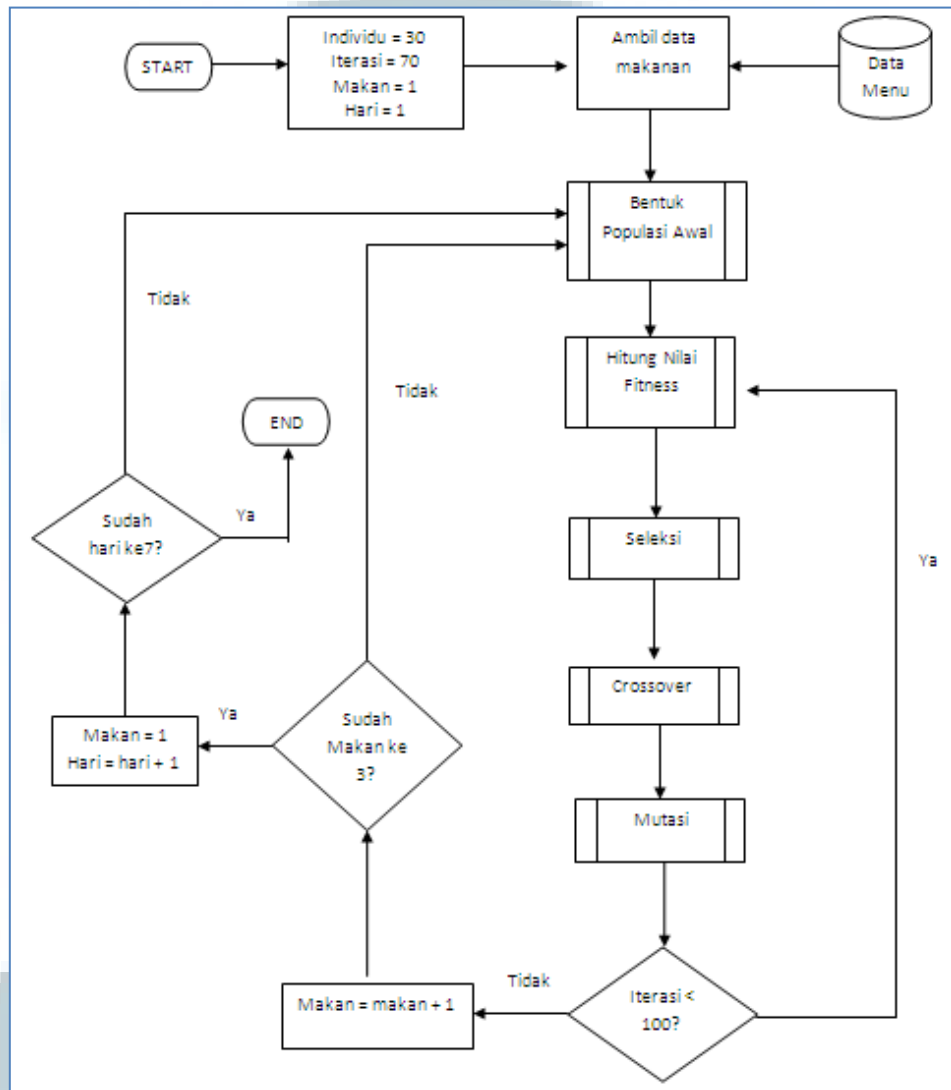 START
Individu = 30
Iterasi = 70
Makan = 1
Hari = 1
Ambil data
makanan
Data
Menu
Bentuk
Populasi Awal
Tidak
Hitung Nilai
Fitness
Tidak
END
Sudah
hari ke7?
Ya
Seleksi
Ya
Crossover
Sudah
Makan ke
3?
Ya
Makan = 1
Hari = hari + 1
Mutasi
Iterasi <
100?
Tidak
Makan = makan + 1